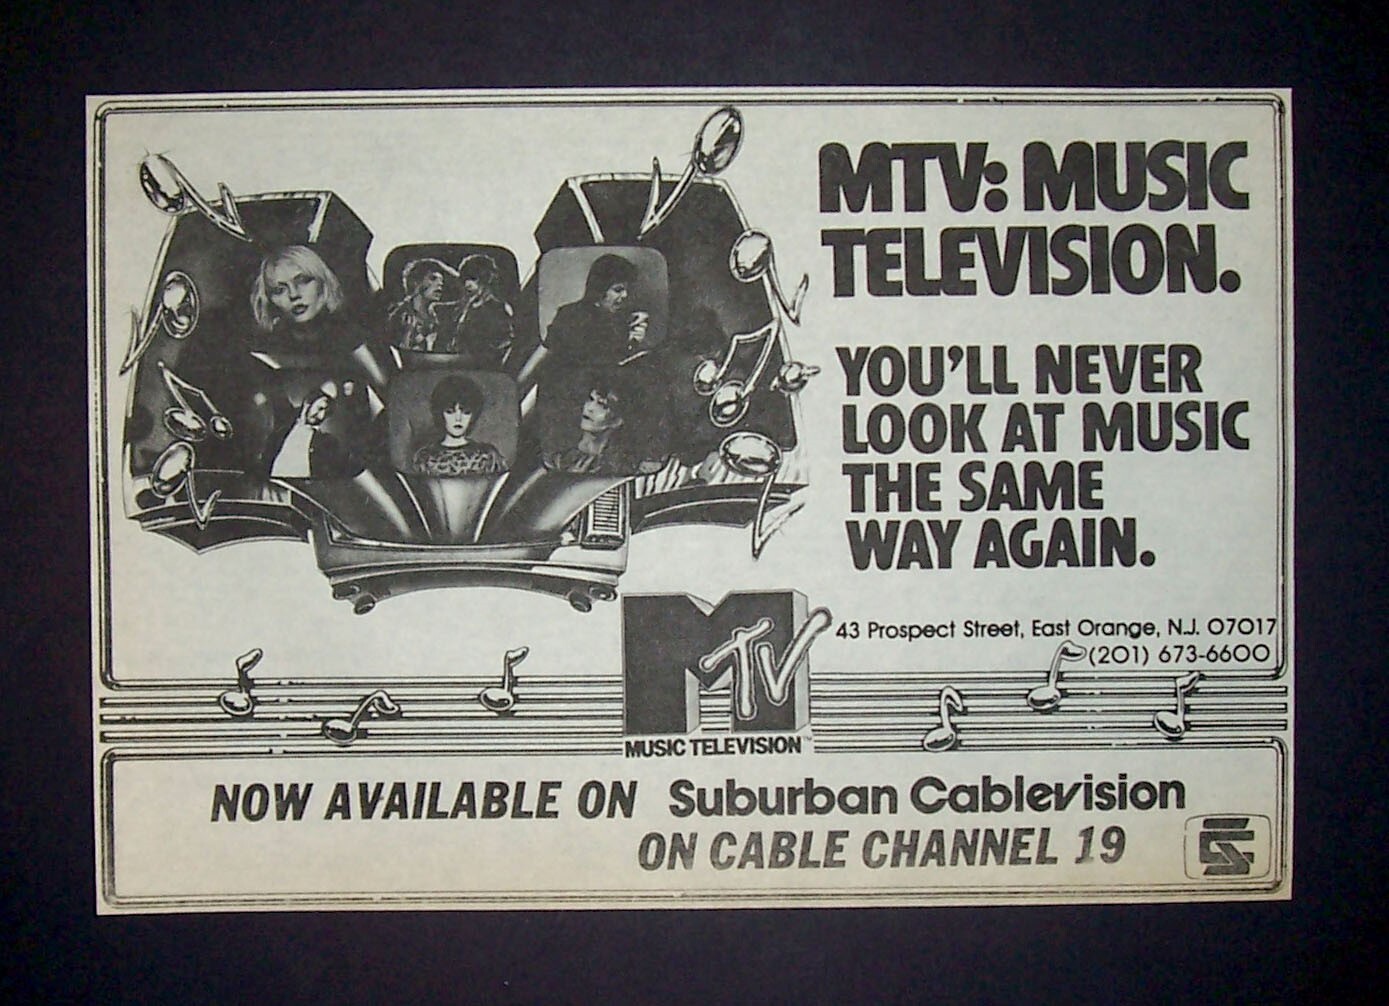 MTV: MUSIC
TELEVISION.
YOU'LL NEVER
LOOK AT MUSIC
THE SAME
WAY AGAIN.
43 Prospect Street, East Orange, N.J. 07017
(201) 673-6600
MTV
MUSIC TELEVISION™
NOW AVAILABLE ON Suburban Cablevision
ON CABLE CHANNEL 19